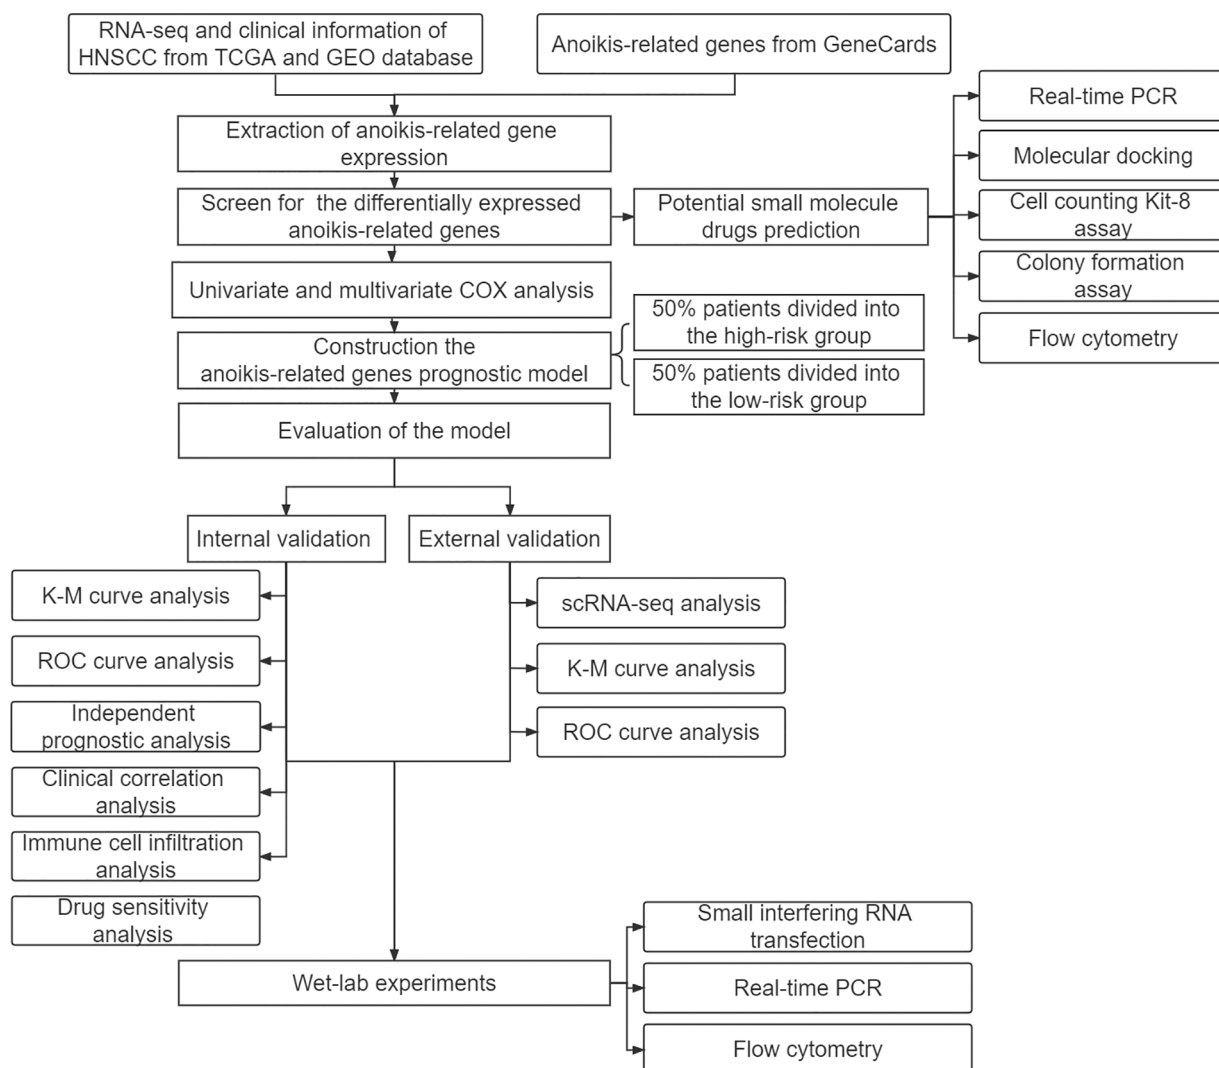 RNA-seq and clinical information of
HNSCC from TCGA and GEO database
Anoikis-related genes from GeneCards
Extraction of anoikis-related gene
expression
Screen for the differentially expressed
anoikis-related genes
Potential small molecule
drugs prediction
Real-time PCR
Molecular docking
Cell counting Kit-8
assay
Colony formation
assay
Flow cytometry
Univariate and multivariate COX analysis
Construction the
anoikis-related genes prognostic model
50% patients divided into
the high-risk group
50% patients divided into
the low-risk group
Evaluation of the model
Internal validation
External validation
K-M curve analysis
ROC curve analysis
Independent
prognostic analysis
Clinical correlation
analysis
Immune cell infiltration
analysis
Drug sensitivity
analysis
scRNA-seq analysis
K-M curve analysis
ROC curve analysis
Wet-lab experiments
Small interfering RNA
transfection
Real-time PCR
Flow cytometry